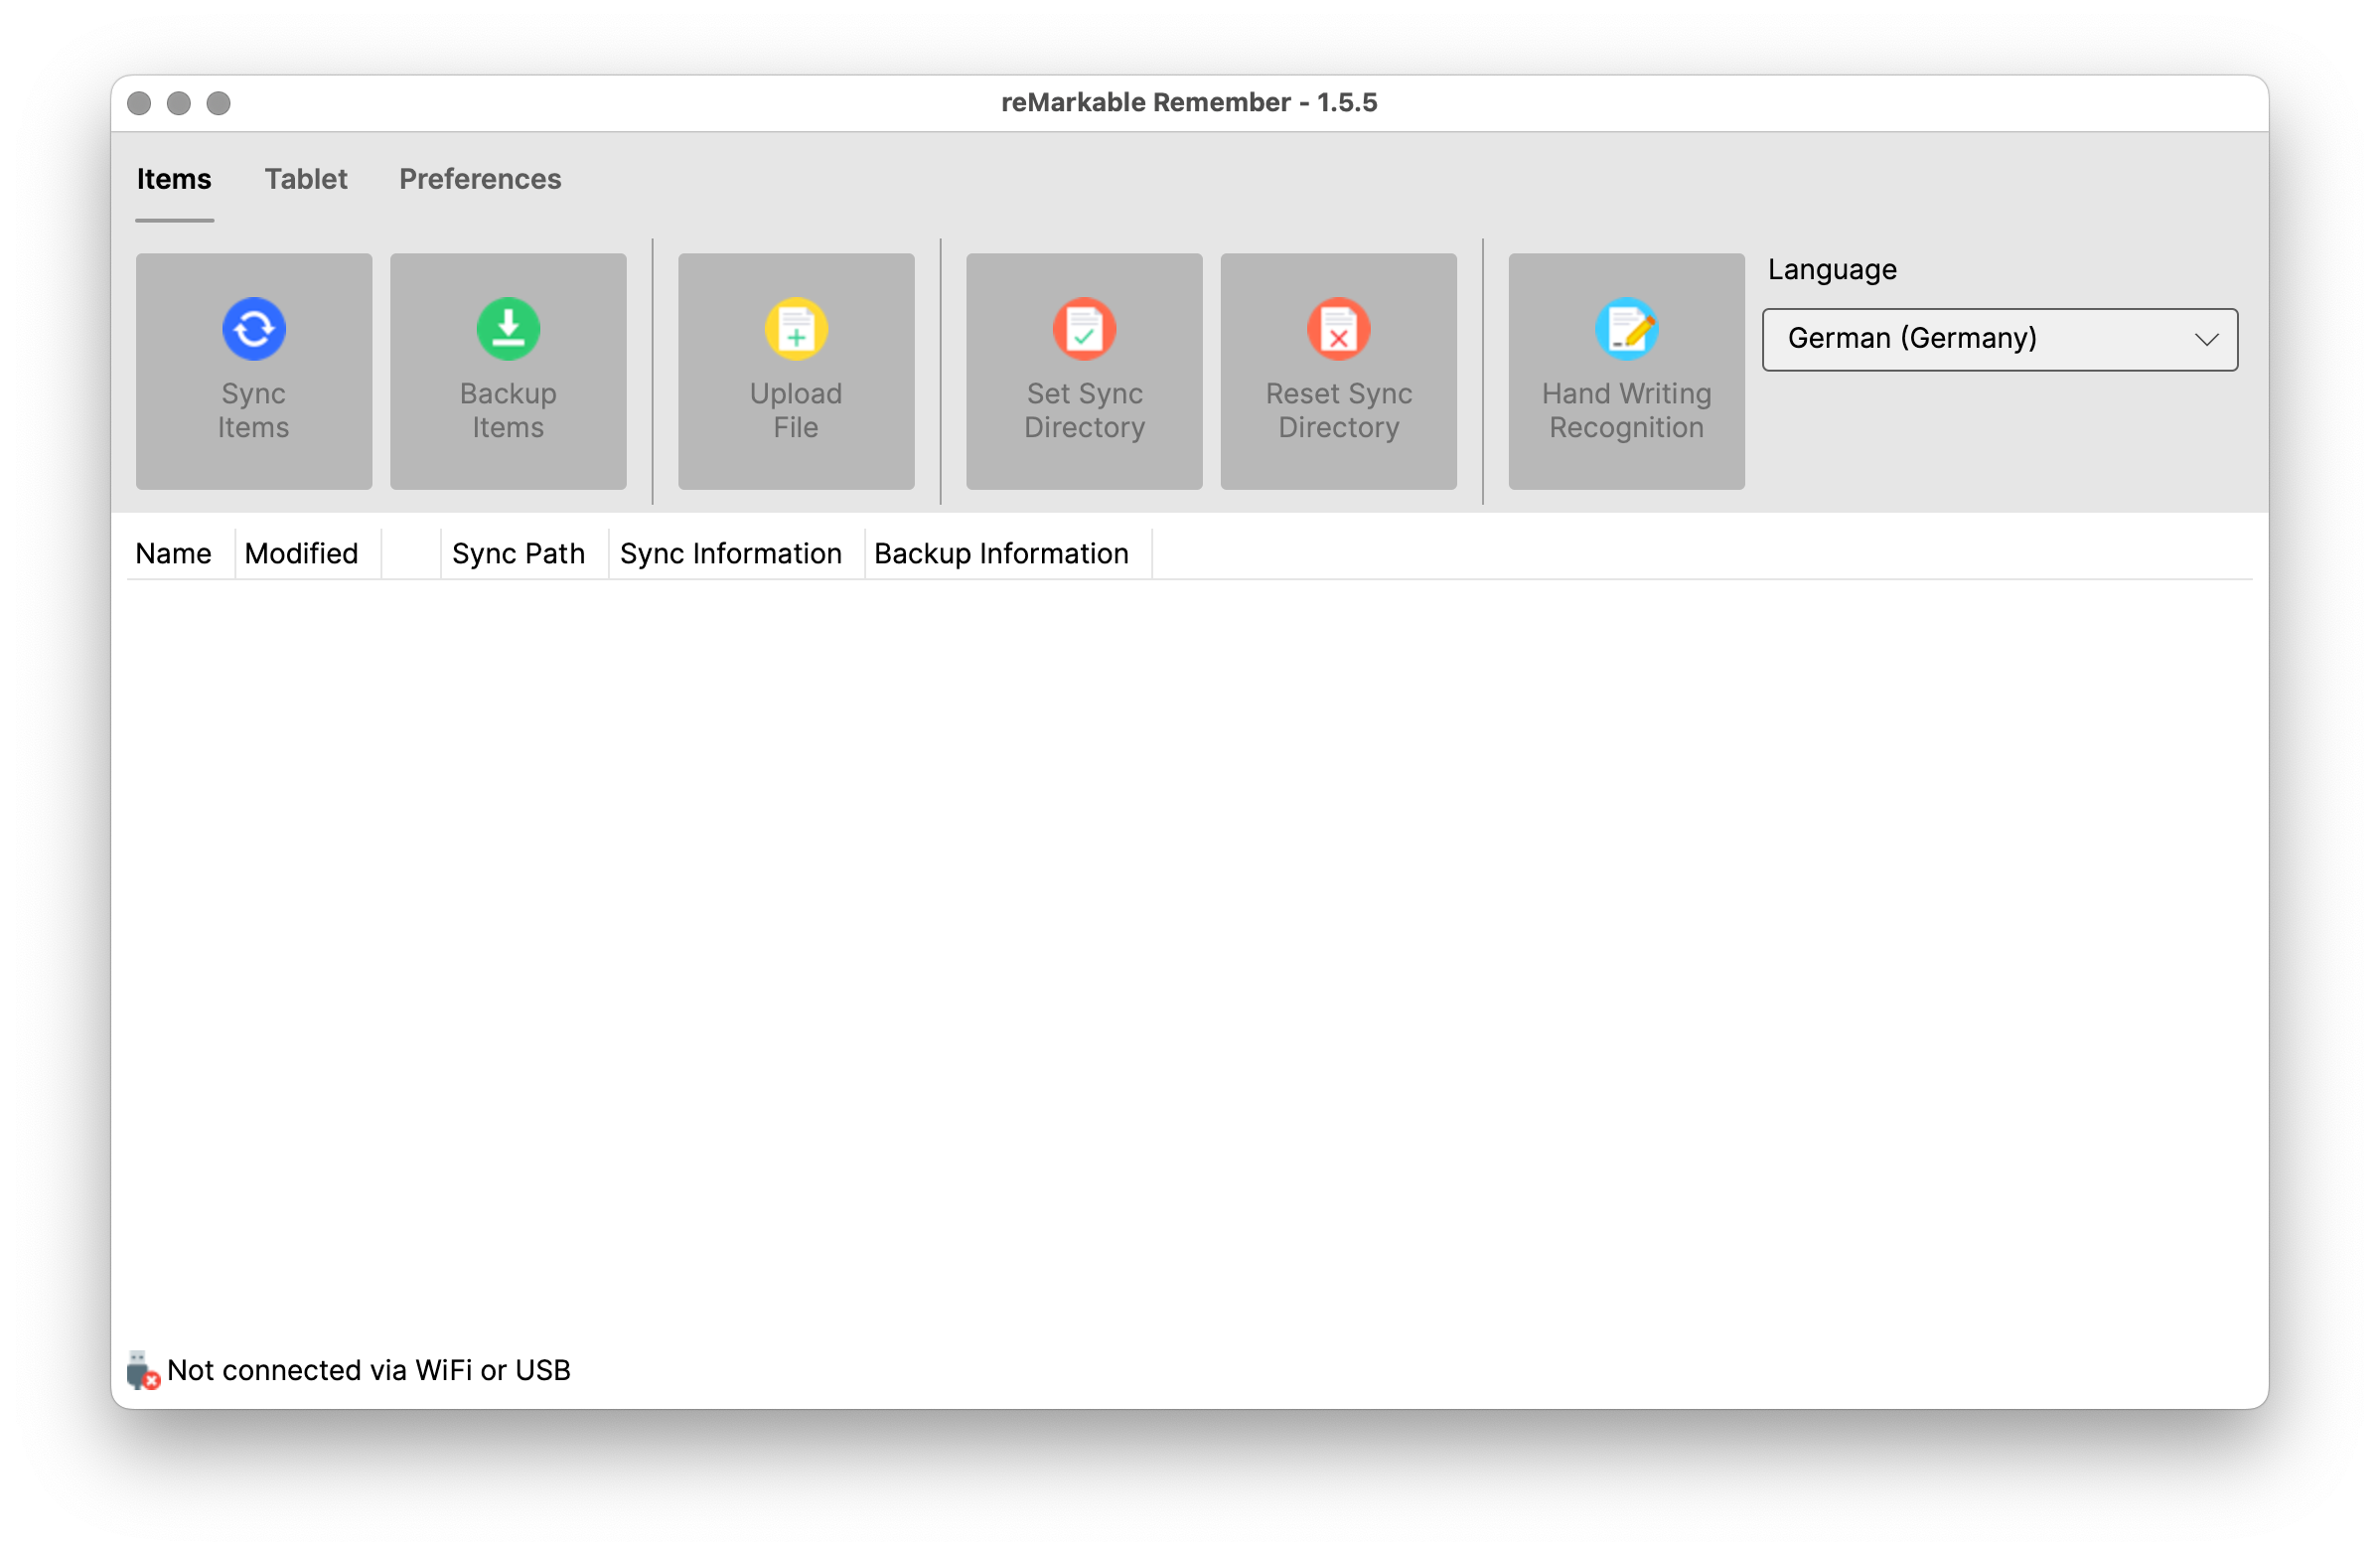 reMarkable Remember - 1.5.5
Items Tablet Preferences
Sync
Items
Backup
Items
Upload
File
Set Sync
Directory
Reset Sync
Directory
Hand Writing
Recognition
Language
German (Germany)
Name Modified Sync Path Sync Information Backup Information
Not connected via WiFi or USB